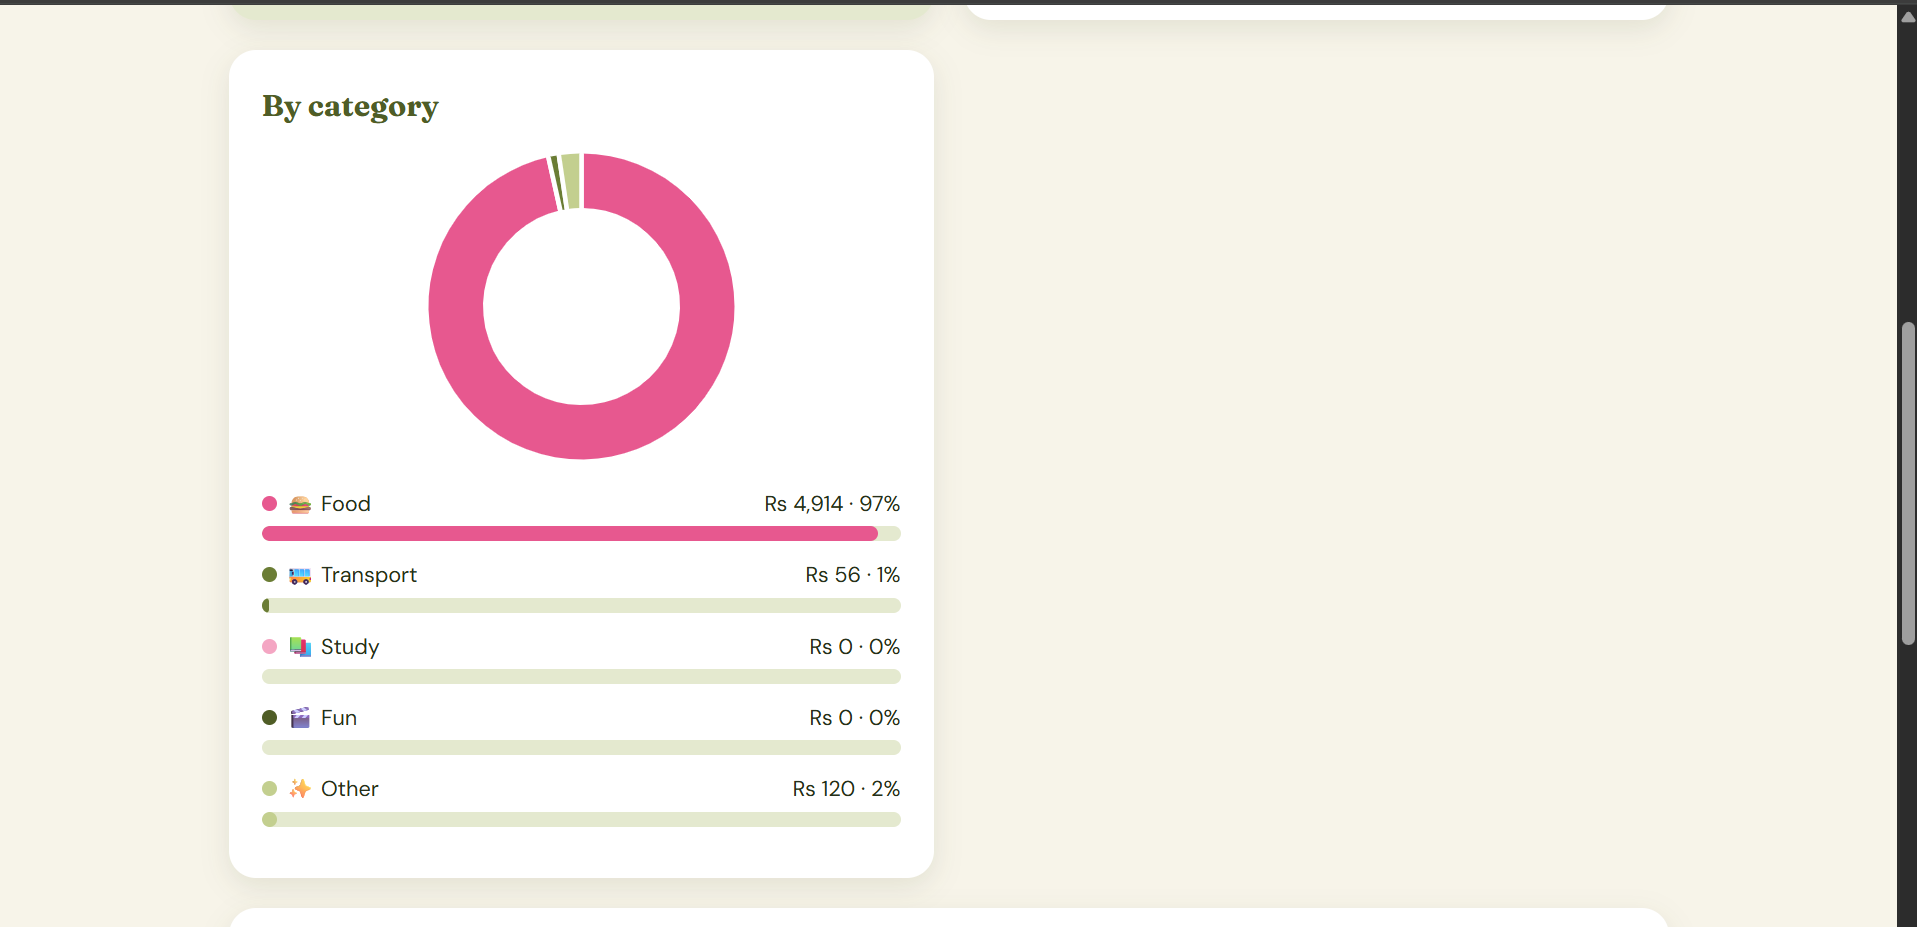 By category
Food Rs 4,914 · 97%
Transport Rs 56 · 1%
Study Rs 0 · 0%
Fun Rs 0 · 0%
Other Rs 120 · 2%